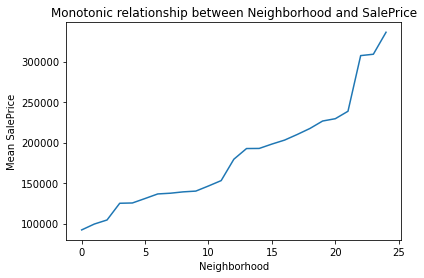 Monotonic relationship between Neighborhood and SalePrice
Mean SalePrice
300000
250000
200000
150000
100000
0 5 10 15 20 25
Neighborhood